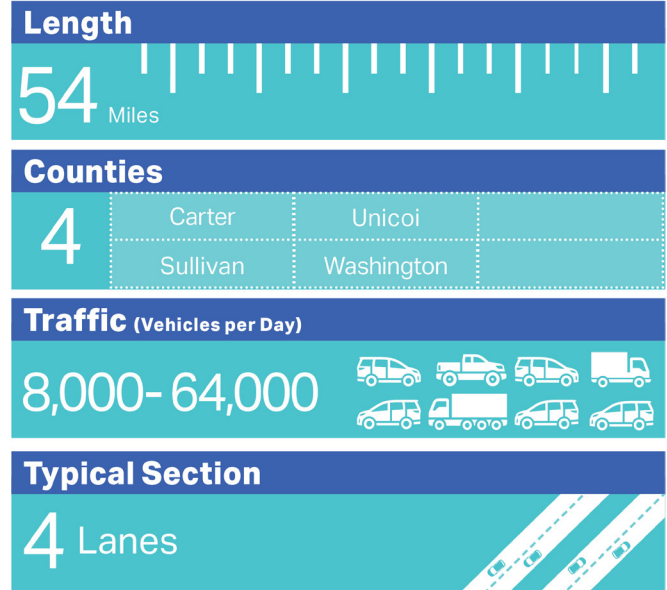 Length
54 Miles
Counties
4
Carter Unicoi
Sullivan Washington
Traffic (Vehicles per Day)
8,000- 64,000
Typical Section
4 Lanes